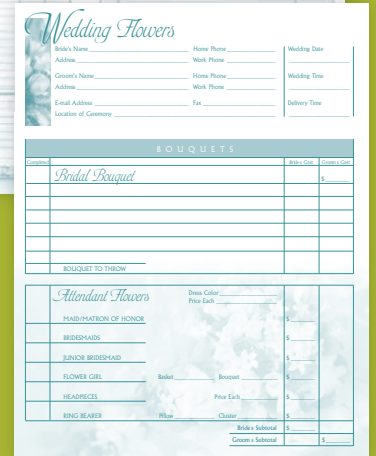 Wedding Flowers
Bride's Name Home Phone Wedding Date
Address Work Phone
Groom's Name Home Phone Wedding Time
Address Work Phone
E-mail Address Fax Delivery Time
Location of Ceremony
BOUQUETS
Completed Bride's Cost Groom's Cost
Bridal Bouquet $
BOUQUET TO THROW
Attendant Flowers Dress Color
Price Each
MAID/MATRON OF HONOR $
BRIDESMAIDS $
JUNIOR BRIDESMAID $
FLOWER GIRL Basket Bouquet $
HEADPIECES Price Each $
RING BEARER Pillow Cluster $
Bride's Subtotal $
Groom's Subtotal $